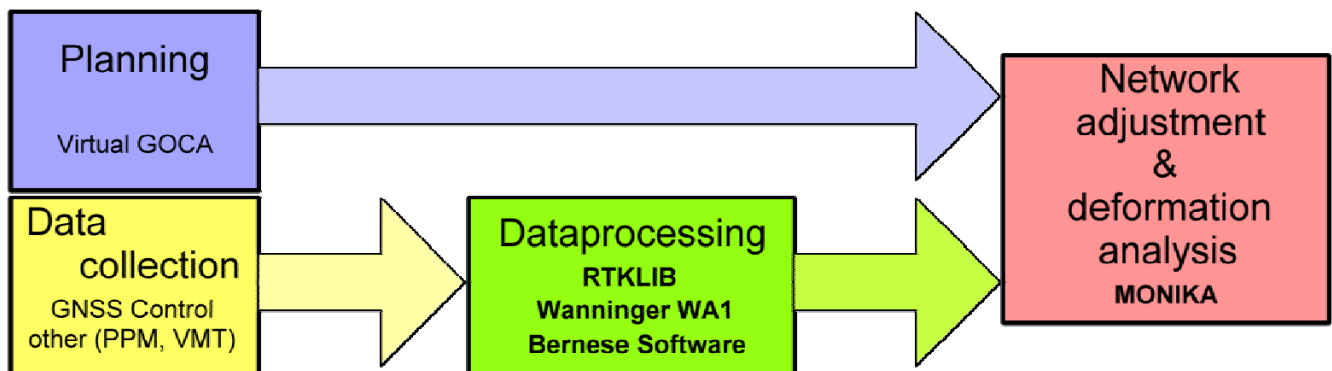 Planning
Virtual GOCA
Data
collection
GNSS Control
other (PPM, VMT)
Dataprocessing
RTKLIB
Wanninger WA1
Bernese Software
Network
adjustment
&
deformation
analysis
MONIKA